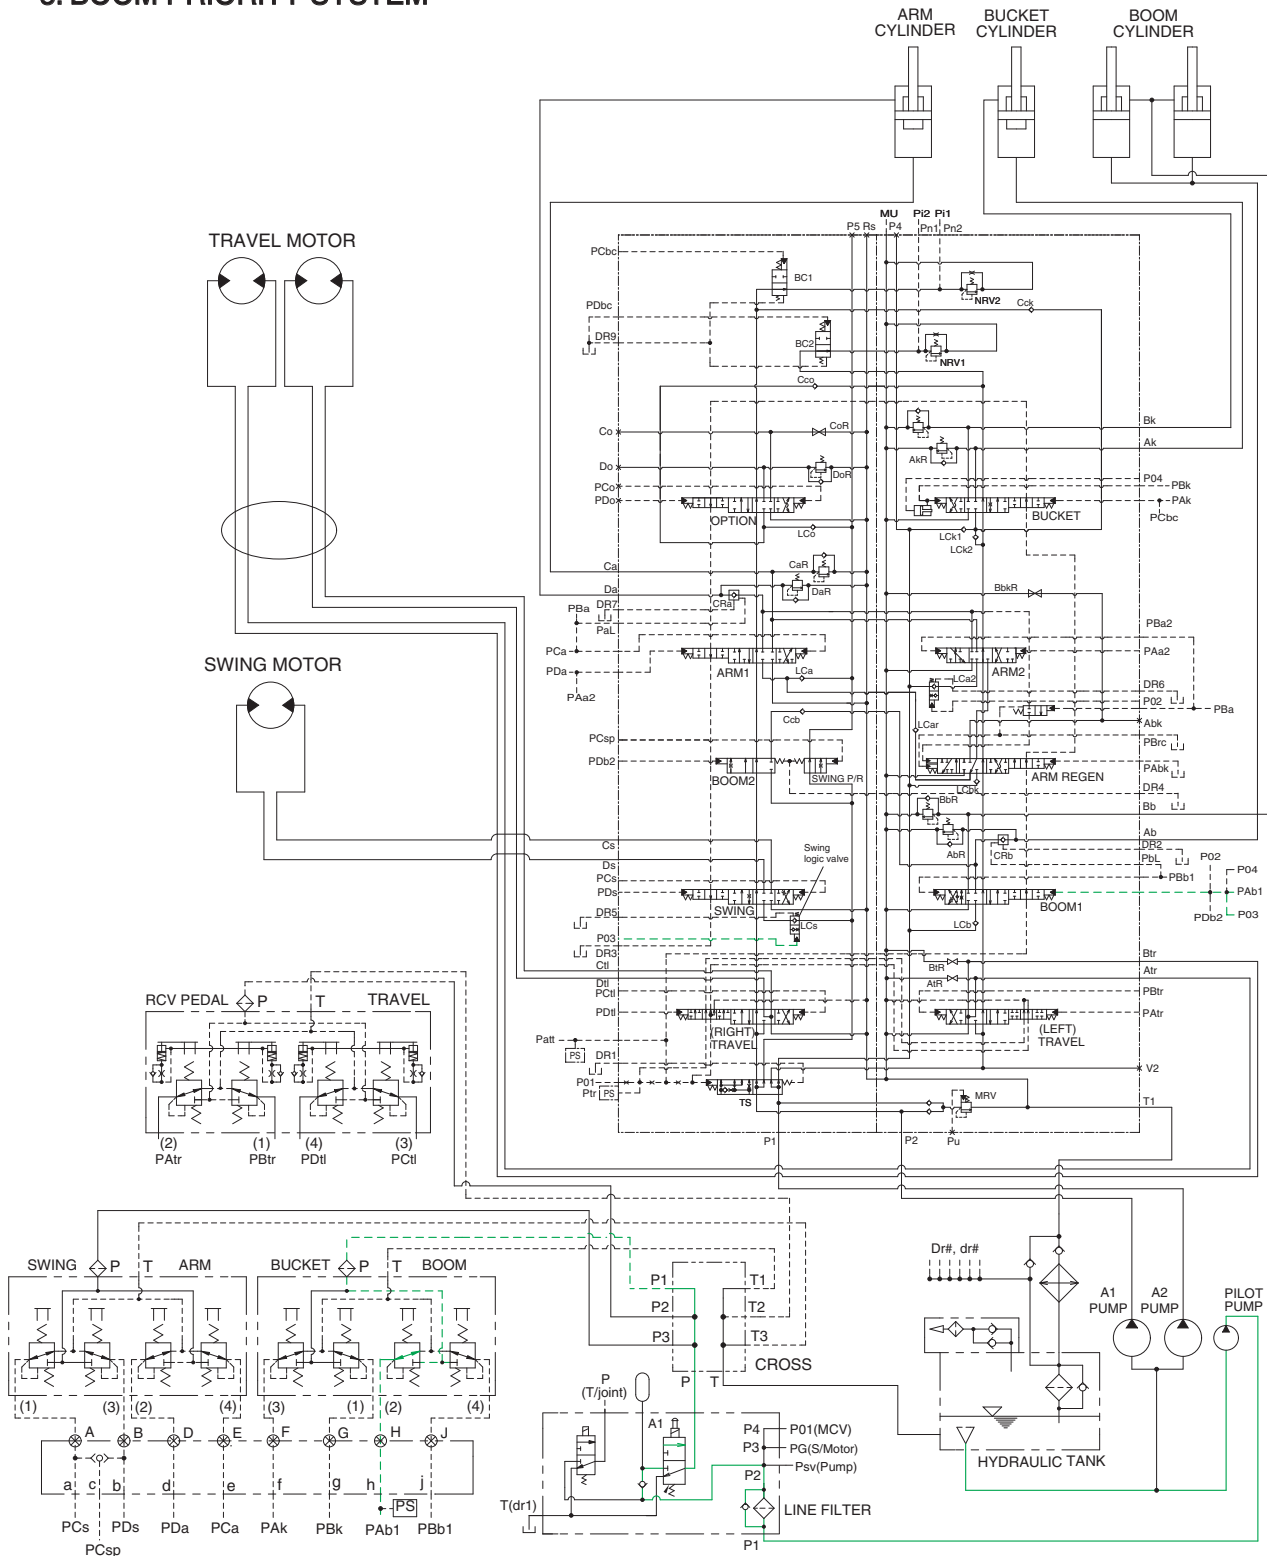 3. BOOM PRIORITY SYSTEM
ARM
CYLINDER
BUCKET
CYLINDER
BOOM
CYLINDER
TRAVEL MOTOR
SWING MOTOR
MU
Pi2 Pi1
P5 Rs
P4
Pn1
Pn2
PCbc
BC1
NRV2
Cck
PDbc
DR9
BC2
NRV1
Cco
Co
CoR
Bk
Ak
AkR
Do
DoR
PCo
PDo
P04
PBk
PAk
PCbc
OPTION
BUCKET
LCo
LCk1
LCk2
Ca
CaR
Da
DaR
CRa
BbkR
PBa
DR7
PaL
PBa2
PCa
PDa
PAa2
PAa2
ARM1
LCa
ARM2
LCa2
DR6
P02
PBa
Ccb
LCar
Abk
PCsp
PBrc
PDb2
BOOM2
SWING P/R
ARM REGEN
PAbk
LCbk
DR4
Bb
BbR
Ab
AbR
CRb
DR2
PbL
Cs
Ds
Swing
logic valve
PCs
PDs
PBb1
P02
P04
PAb1
P03
PDb2
SWING
BOOM1
DR5
LCs
LCb
P03
DR3
Ctl
Btr
BtR
Atr
AtR
Dtl
PCtl
PBtr
PDtl
PAtr
(RIGHT)
TRAVEL
(LEFT)
TRAVEL
Patt
PS
DR1
P01
Ptr
PS
TS
V2
MRV
T1
P1
P2
Pu
RCV PEDAL
P
T
TRAVEL
(2)
(1)
(4)
(3)
PAtr
PBtr
PDtl
PCtl
SWING
P
T
ARM
BUCKET
P
T
BOOM
(1)
(3)
(2)
(4)
(3)
(1)
(2)
(4)
A
B
D
E
F
G
H
J
a
c
b
d
e
f
g
h
j
PS
PCs
PDs
PDa
PCa
PAk
PBk
PAb1
PBb1
PCsp
P1
T1
P2
T2
P3
T3
CROSS
P
T
P
(T/joint)
A1
P4
P01(MCV)
P3
PG(S/Motor)
Psv(Pump)
P2
T(dr1)
LINE FILTER
P1
Dr#, dr#
A1
PUMP
A2
PUMP
PILOT
PUMP
HYDRAULIC TANK